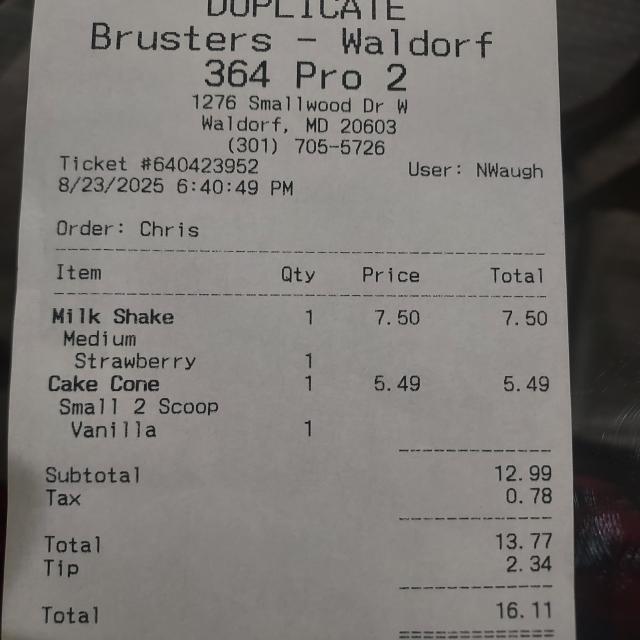 DUPLICATE
Brusters - Waldorf
364 Pro 2
1276 Smallwood Dr W
Waldorf, MD 20603
(301) 705-5726
Ticket #640423952 User: NWaugh
8/23/2025 6:40:49 PM
Order: Chris
Item Qty Price Total
Milk Shake 1 7.50 7.50
Medium
Strawberry 1
Cake Cone 1 5.49 5.49
Small 2 Scoop
Vanilla 1
Subtotal 12.99
Tax 0.78
Total 13.77
Tip 2.34
Total 16.11